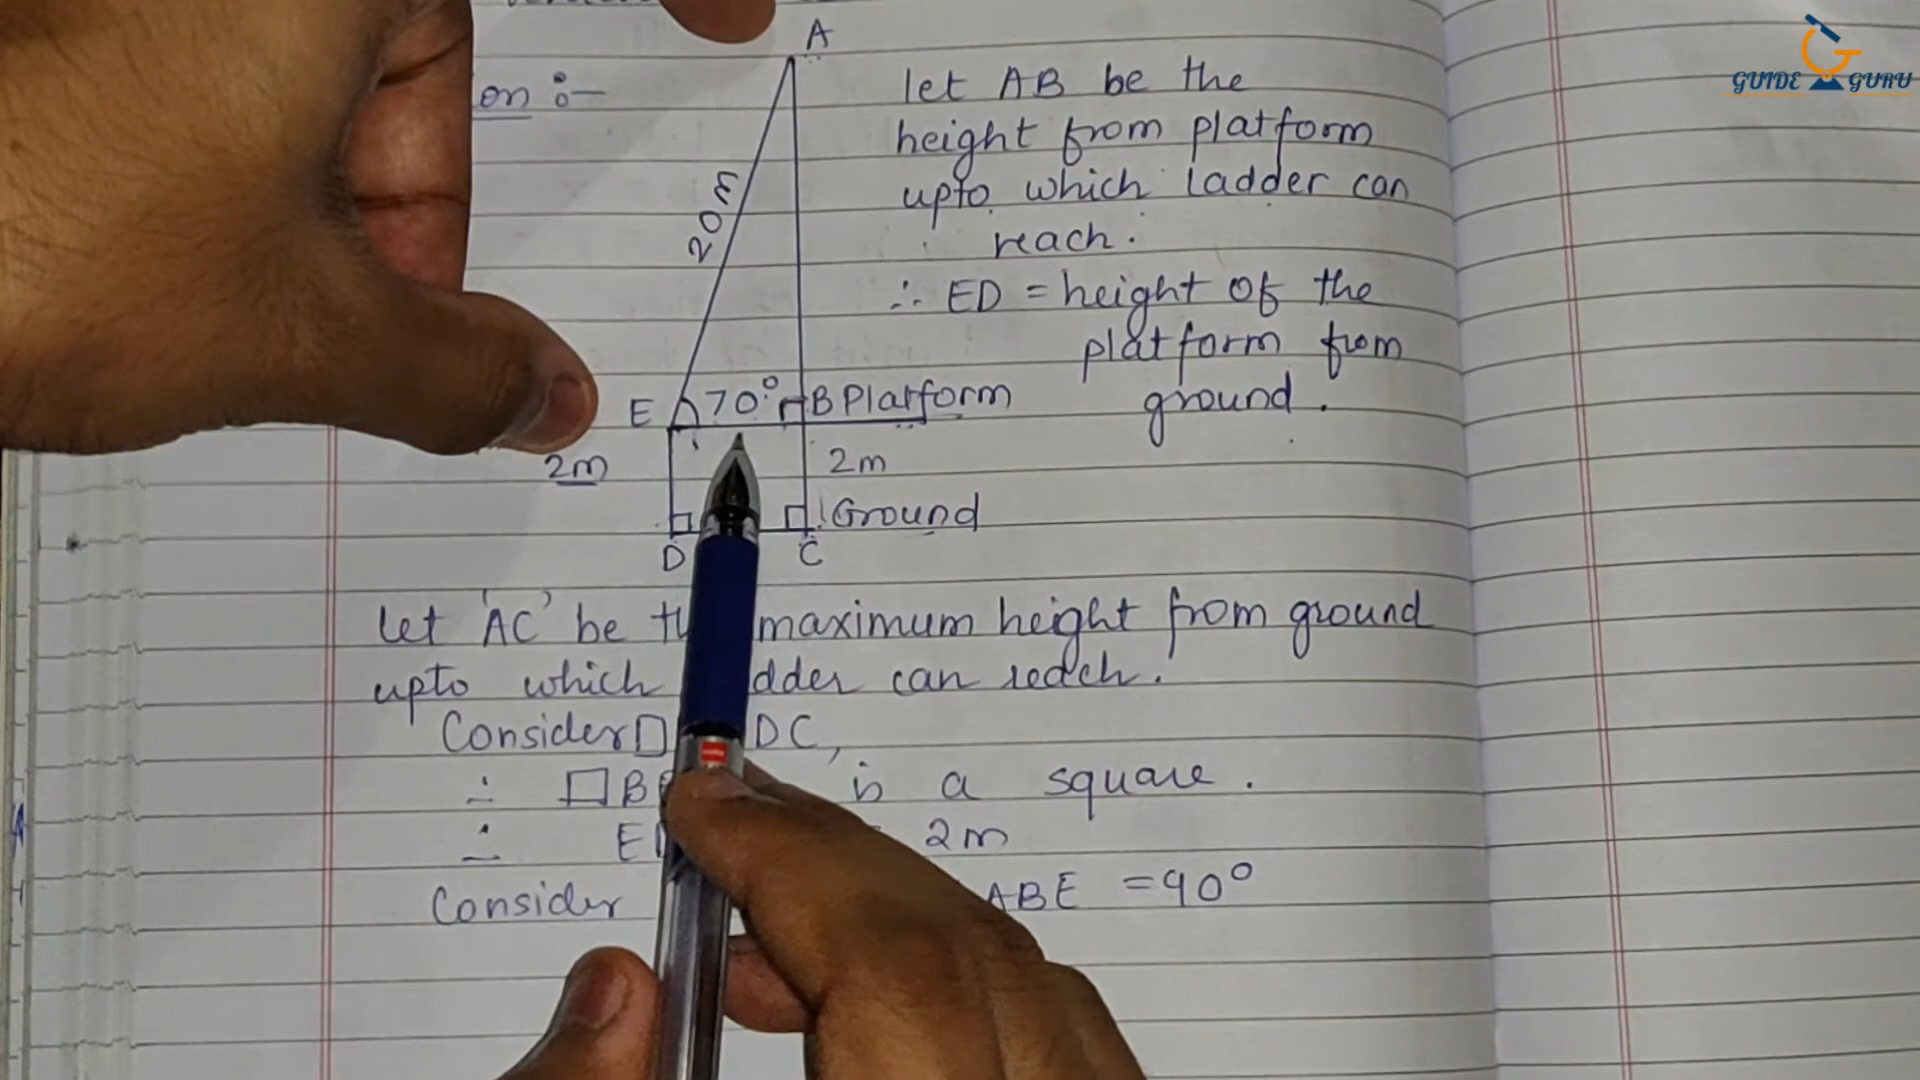 on :-
A
let AB be the
height from platform
upto which ladder can
reach.
∴ ED = height of the
platform from
ground.
20m
E 70° B Platform
2m
2m
Ground
D
C
let 'AC' be maximum height from ground
upto which can reach.
Consider □ DC,
∴ □ is a square.
∴ 2m
Consider ABE = 90°
GUIDE GURU